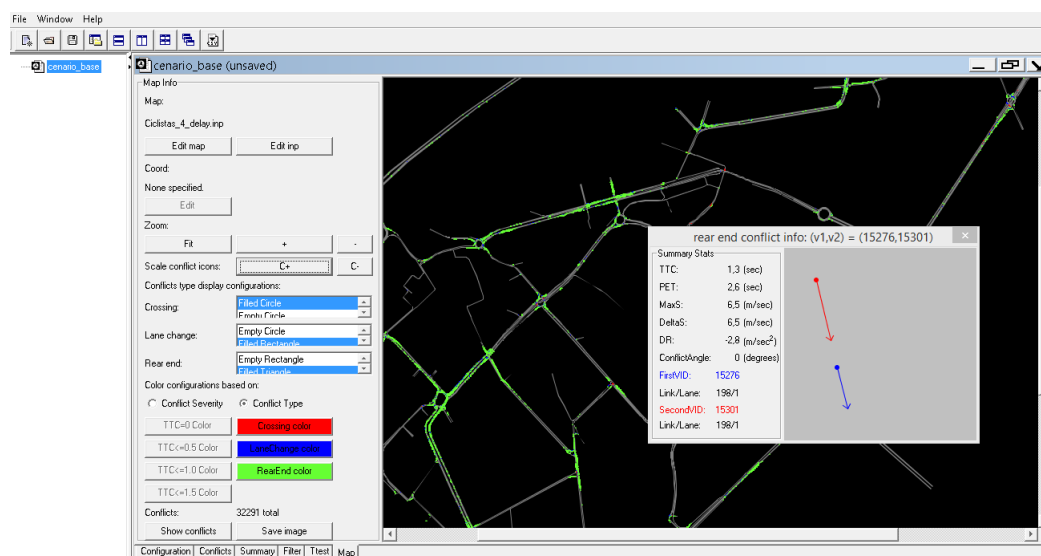 File Window Help
cenario_base
cenario_base (unsaved)
Map Info
Map:
Ciclistas_4_delay.inp
Edit map Edit inp
Coord:
None specified.
Edit
Zoom:
Fit + -
Scale conflict icons: C+ C-
Conflicts type display configurations:
Crossing: Filled Circle
Empty Circle
Lane change: Empty Circle
Filled Rectangle
Rear end: Empty Rectangle
Filled Triangle
Color configurations based on:
Conflict Severity Conflict Type
TTC=0 Color Crossing color
TTC<=0.5 Color LaneChange color
TTC<=1.0 Color RearEnd color
TTC<=1.5 Color
Conflicts: 32291 total
Show conflicts Save image
Configuration Conflicts Summary Filter Ttest Map
rear end conflict info: (v1,v2) = (15276,15301)
Summary Stats
TTC: 1,3 (sec)
PET: 2,6 (sec)
MaxS: 6,5 (m/sec)
DeltaS: 6,5 (m/sec)
DR: -2,8 (m/sec²)
ConflictAngle: 0 (degrees)
FirstVID: 15276
Link/Lane: 198/1
SecondVID: 15301
Link/Lane: 198/1